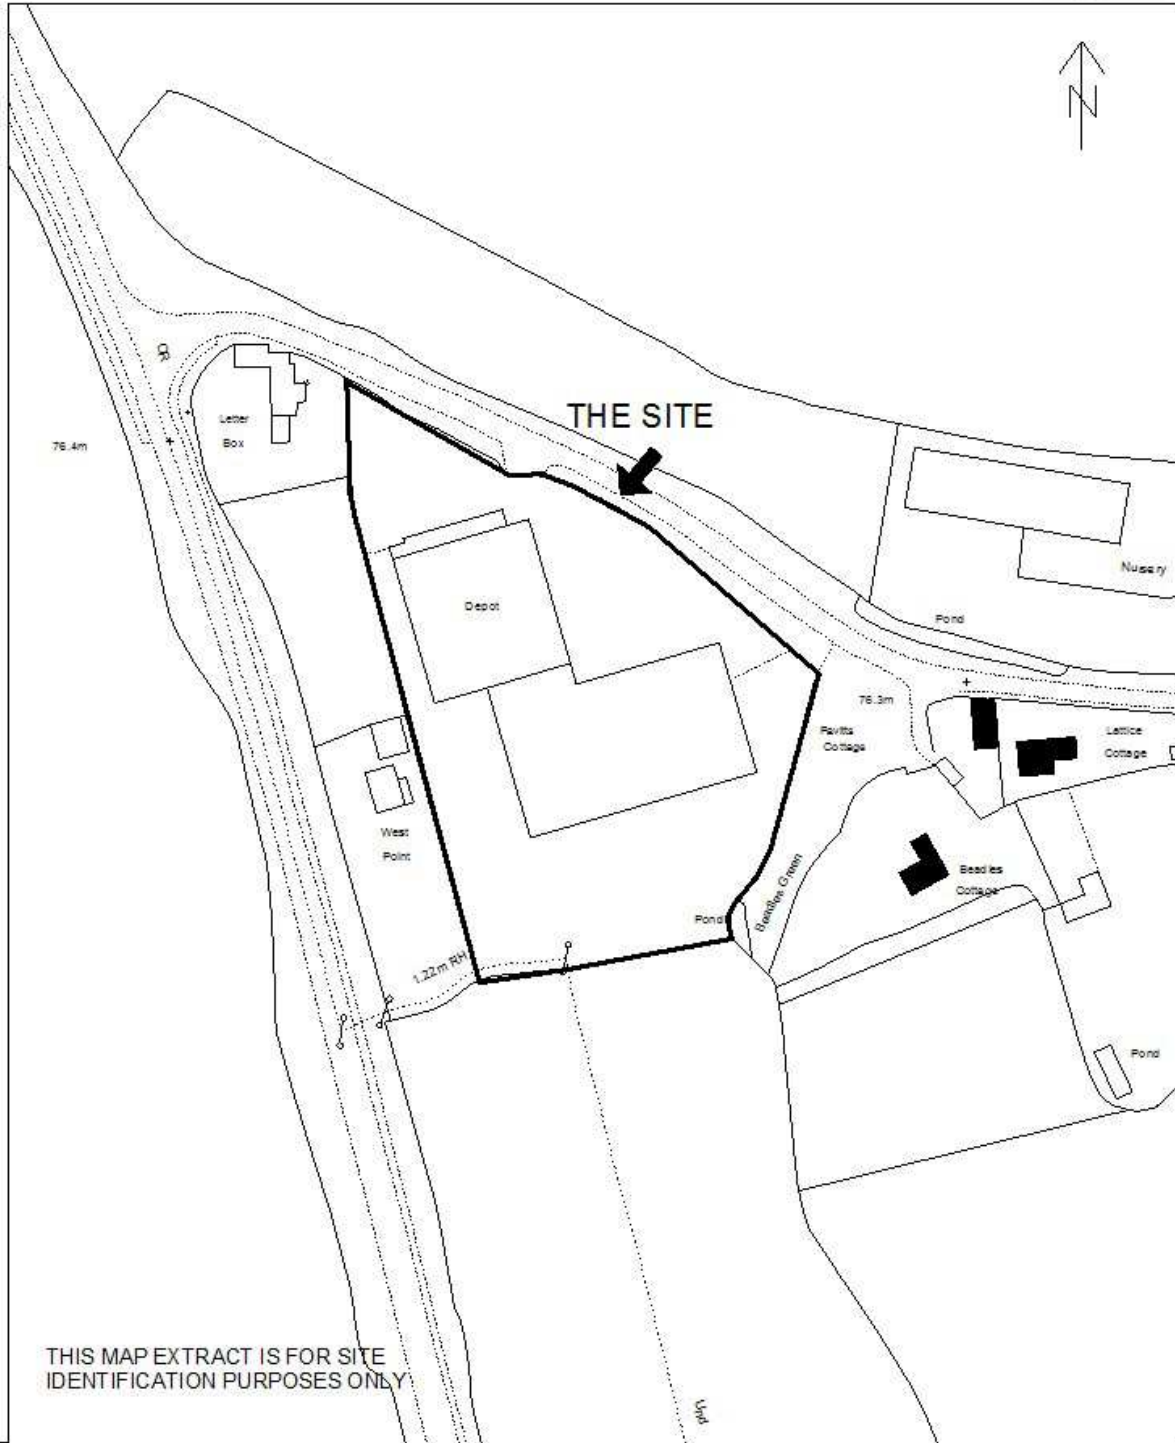 N
THE SITE
CR
Letter
Box
76.4m
Nursery
Depot
Pond
76.3m
Pavitts
Cottage
Lattice
Cottage
West
Point
Beadles Green
Beadles
Cottage
Pond
1.22m RH
Pond
THIS MAP EXTRACT IS FOR SITE
IDENTIFICATION PURPOSES ONLY
Und